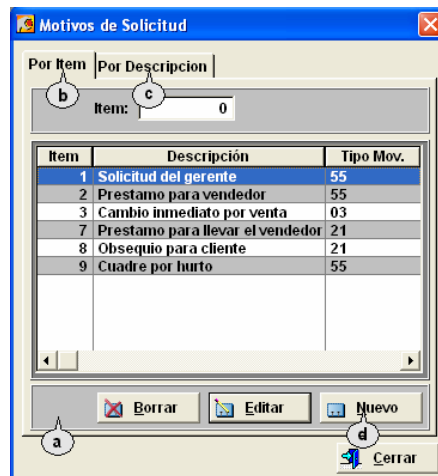 Motivos de Solicitud
Por Item Por Descripcion
b c
Item: 0
Item Descripción Tipo Mov.
1 Solicitud del gerente 55
2 Prestamo para vendedor 55
3 Cambio inmediato por venta 03
7 Prestamo para llevar el vendedor 21
8 Obsequio para cliente 21
9 Cuadre por hurto 55
Borrar Editar Nuevo
a d
Cerrar